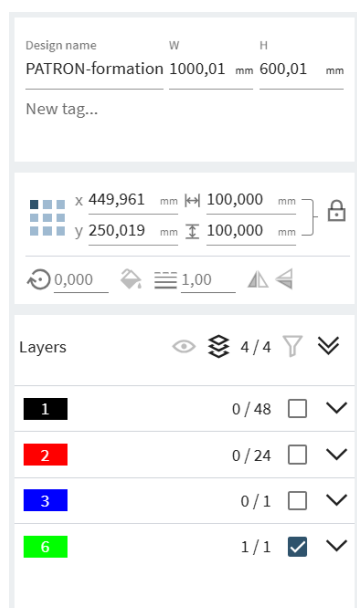 Design name W H
PATRON-formation 1000,01 mm 600,01 mm
New tag...
x 449,961 mm 100,000 mm
y 250,019 mm 100,000 mm
0,000 1,00
Layers 4/4
1 0/48
2 0/24
3 0/1
6 1/1